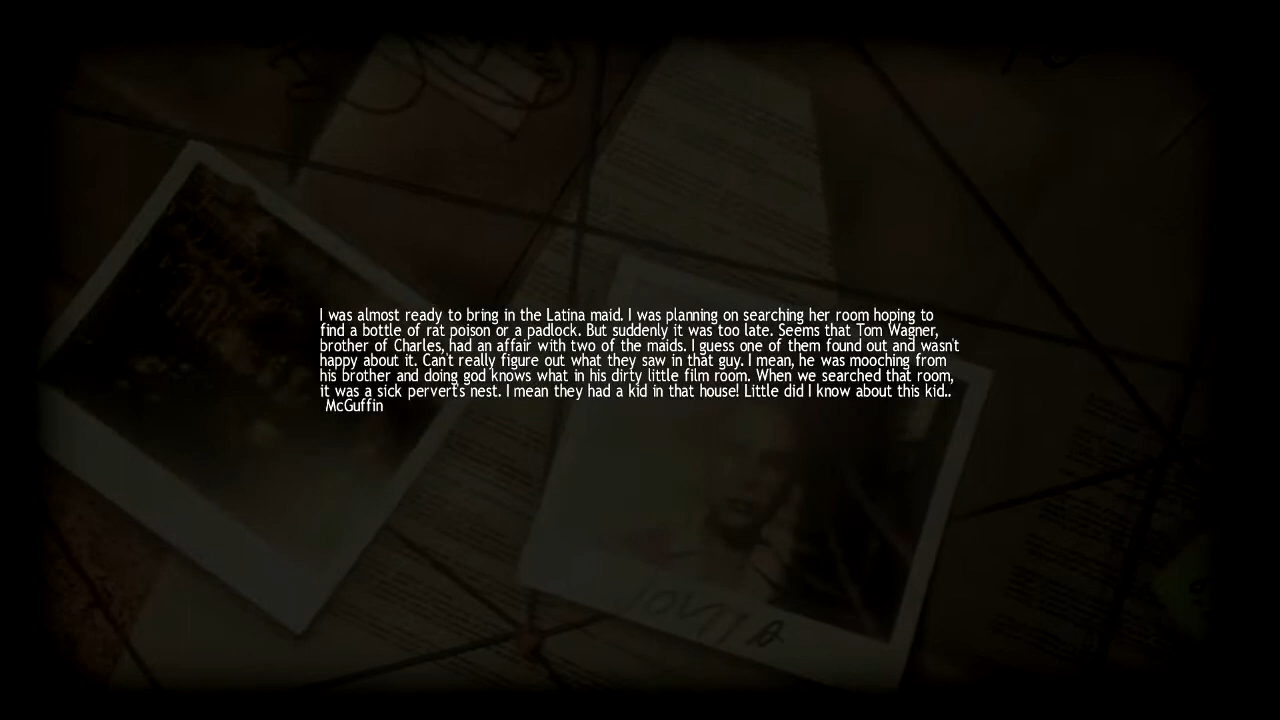 I was almost ready to bring in the Latina maid. I was planning on searching her room hoping to
find a bottle of rat poison or a padlock. But suddenly it was too late. Seems that Tom Wagner,
brother of Charles, had an affair with two of the maids. I guess one of them found out and wasn't
happy about it. Can't really figure out what they saw in that guy. I mean, he was mooching from
his brother and doing god knows what in his dirty little film room. When we searched that room,
it was a sick pervert's nest. I mean they had a kid in that house! Little did I know about this kid..
McGuffin